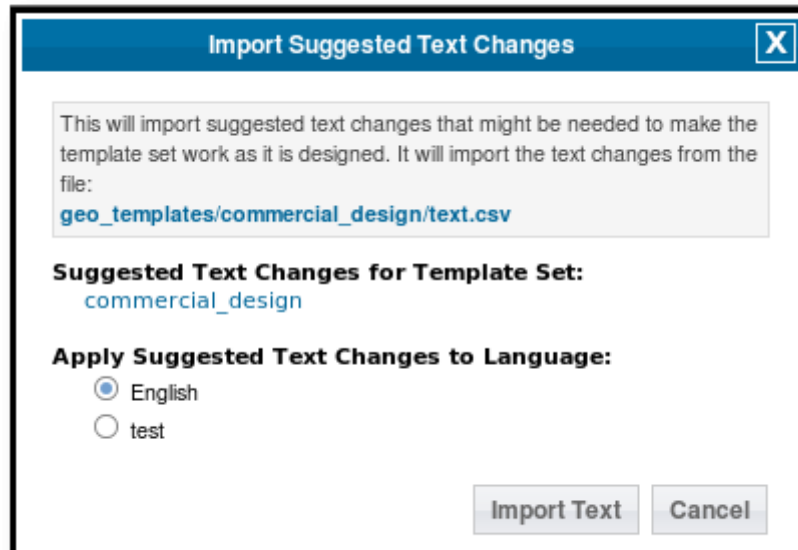 Import Suggested Text Changes
X
This will import suggested text changes that might be needed to make the
template set work as it is designed. It will import the text changes from the
file:
geo_templates/commercial_design/text.csv
Suggested Text Changes for Template Set:
commercial_design
Apply Suggested Text Changes to Language:
English
test
Import Text Cancel